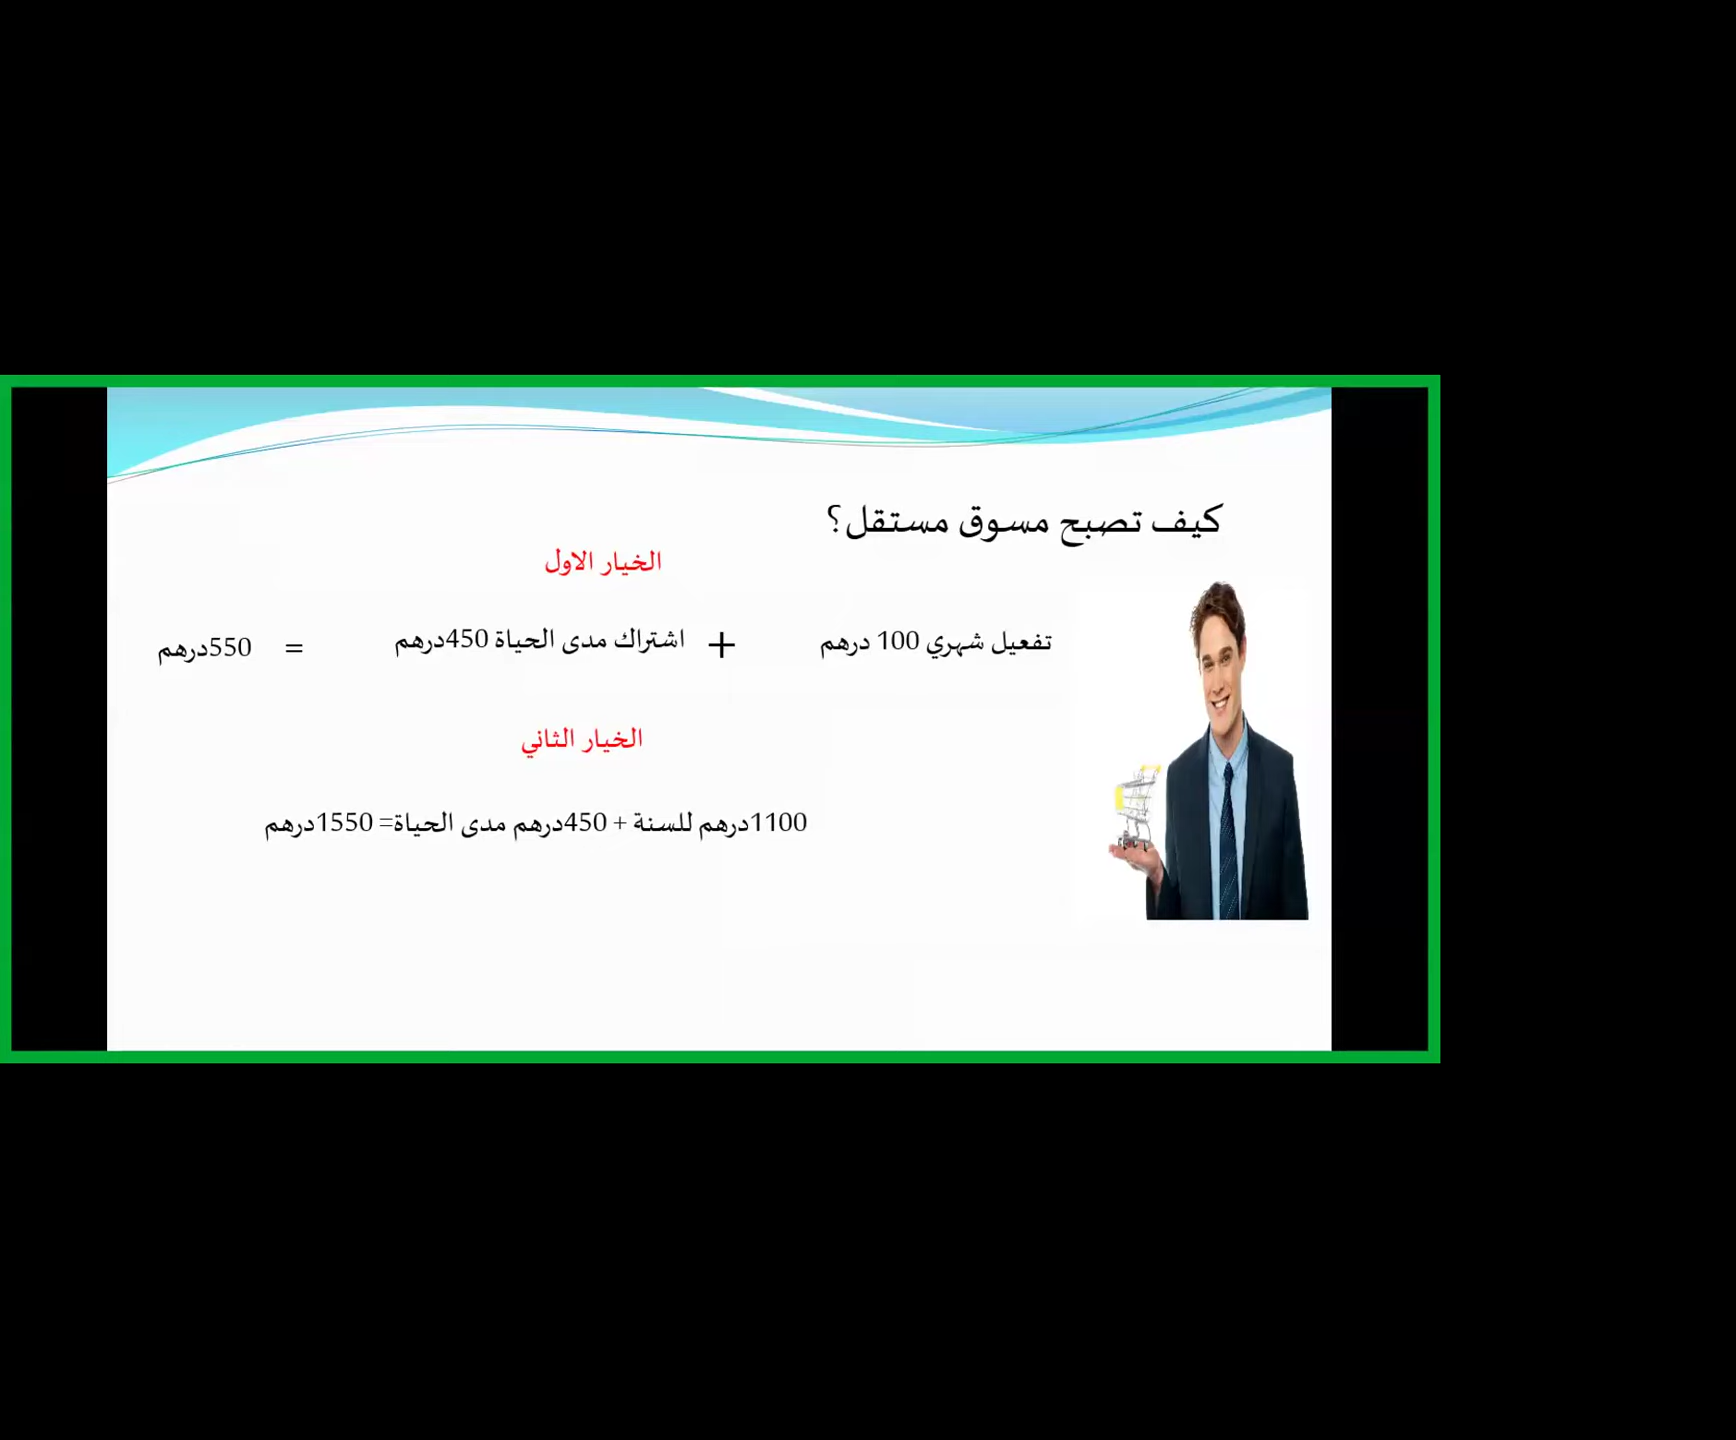 كيف تصبح مسوق مستقل؟
الخيار الاول
تفعيل شهري 100 درهم + اشتراك مدى الحياة 450درهم = 550درهم
الخيار الثاني
1100درهم للسنة + 450درهم مدى الحياة= 1550درهم